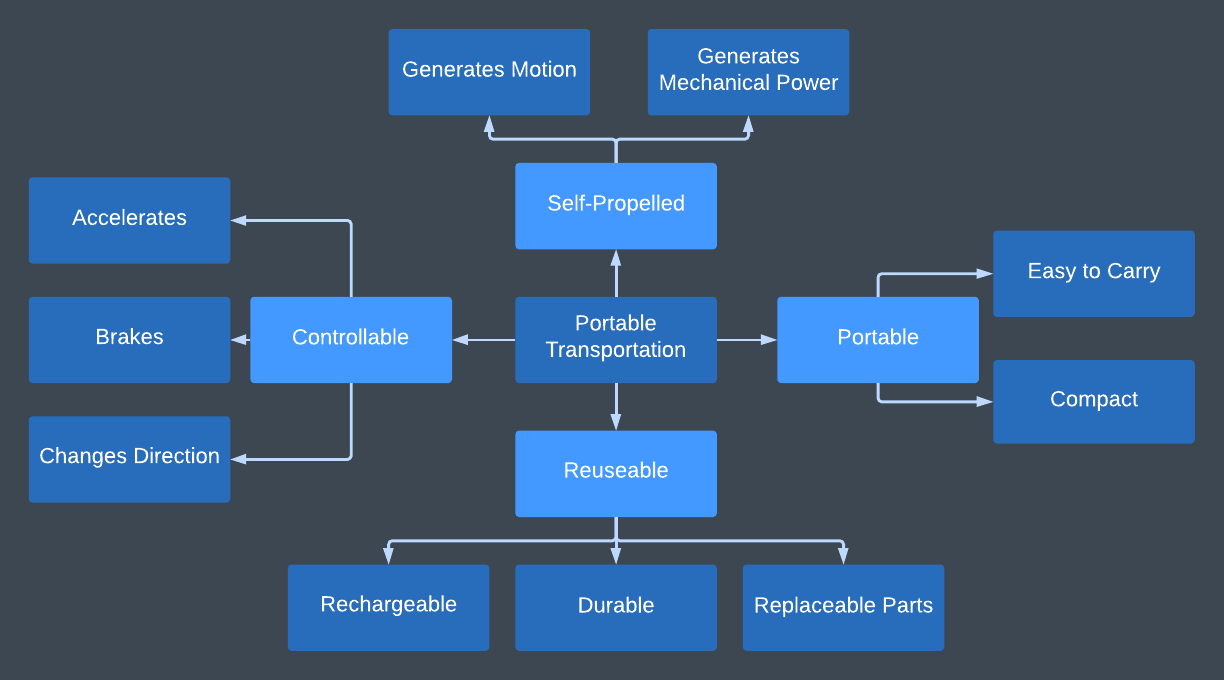 Generates Motion
Generates
Mechanical Power
Self-Propelled
Accelerates
Easy to Carry
Brakes
Controllable
Portable
Transportation
Portable
Compact
Changes Direction
Reuseable
Rechargeable
Durable
Replaceable Parts